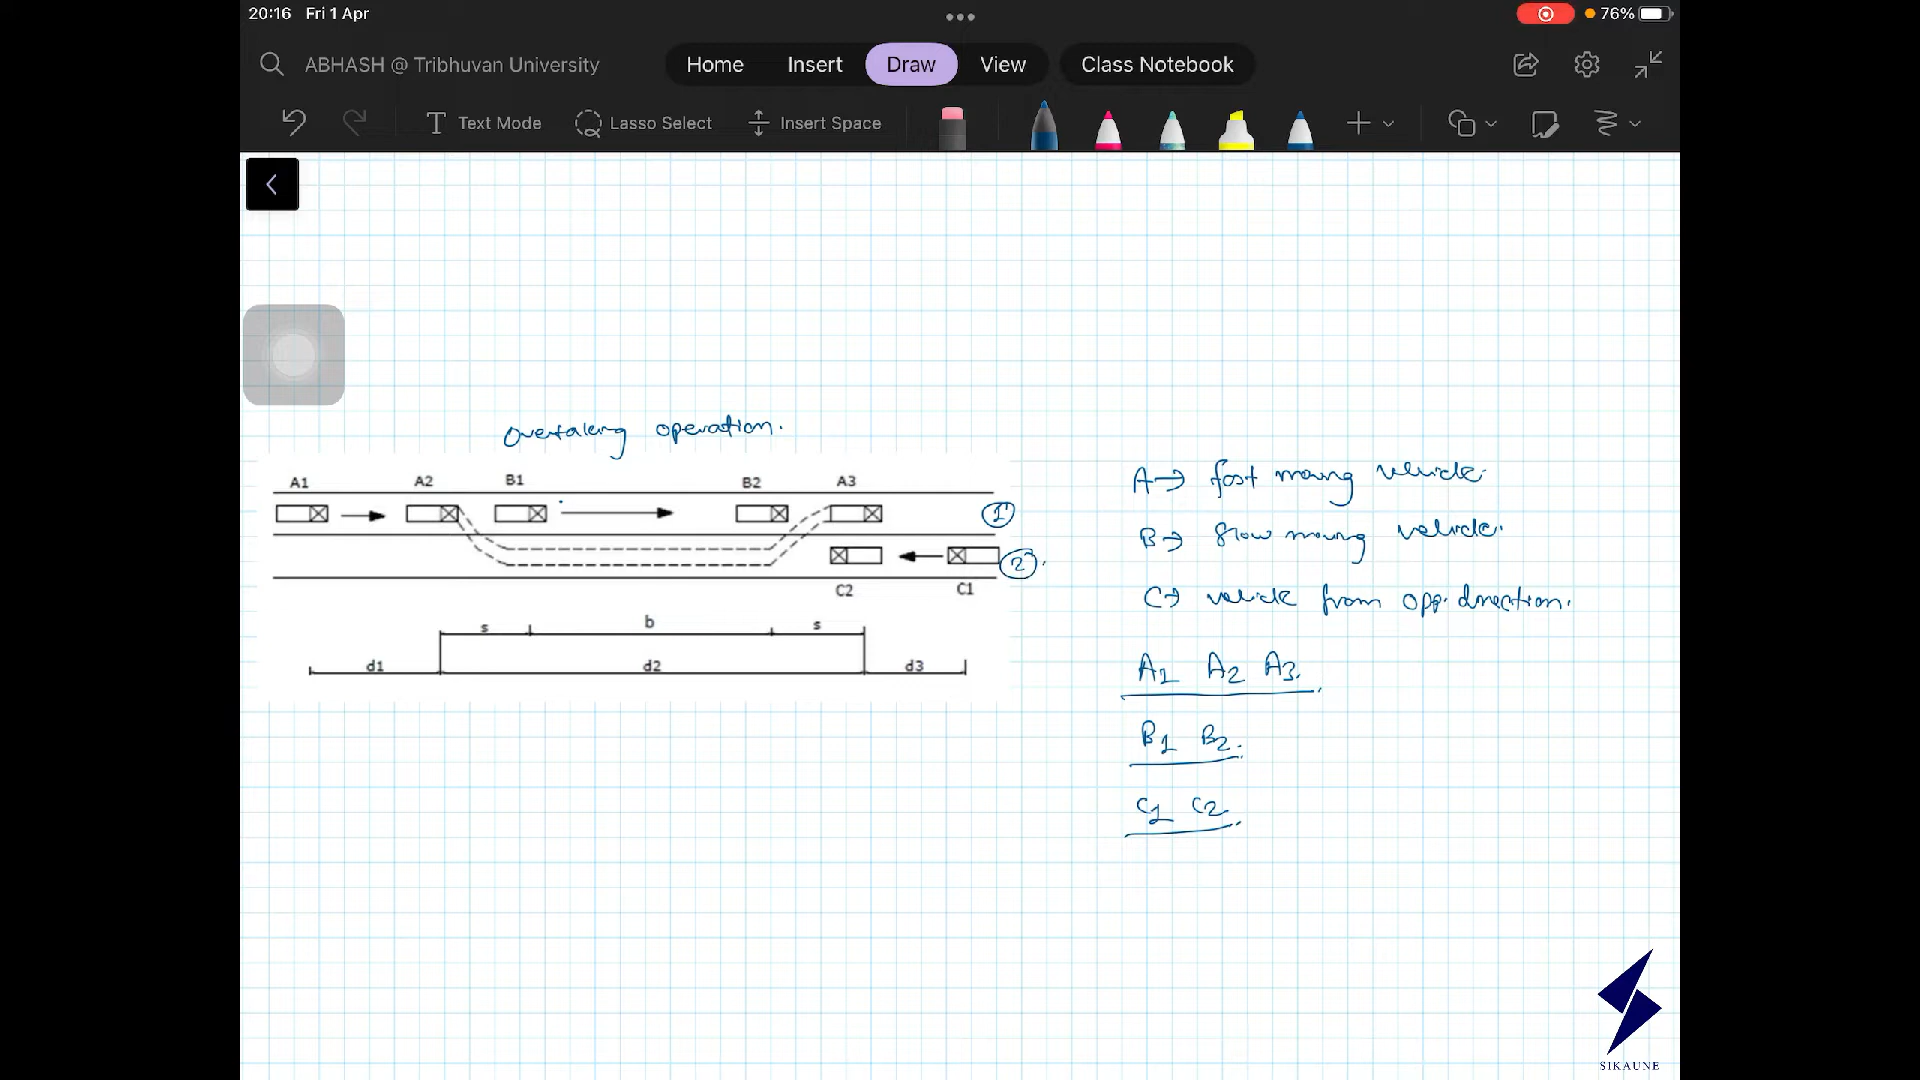 20:16 Fri 1 Apr
76%
ABHASH @ Tribhuvan University
Home Insert Draw View Class Notebook
Text Mode Lasso Select Insert Space
Overtaking operation.
A1 A2 B1 B2 A3
1
2
C2 C1
s b s
d1 d2 d3
A → fast moving vehicle
B → slow moving vehicle.
C → vehicle from opp. direction.
A1 A2 A3.
B1 B2.
C1 C2.
SIKAUNE